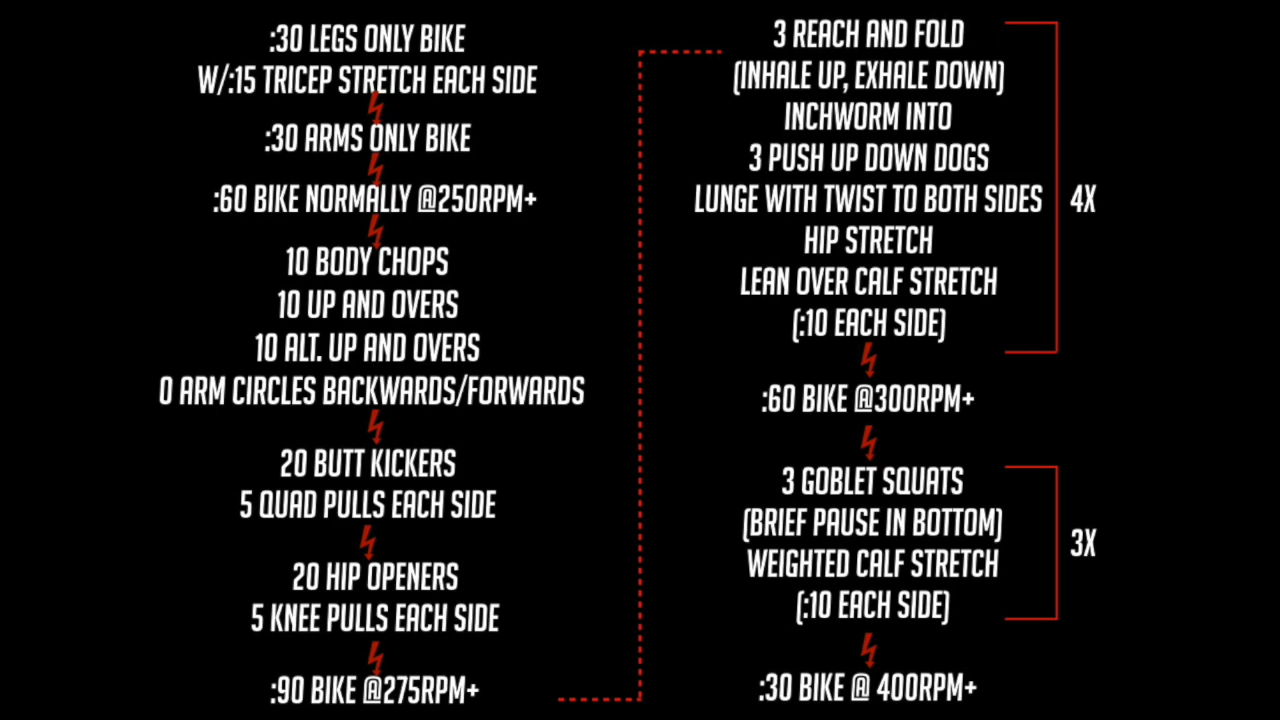 :30 LEGS ONLY BIKE
W/:15 TRICEP STRETCH EACH SIDE
:30 ARMS ONLY BIKE
:60 BIKE NORMALLY @250RPM+
10 BODY CHOPS
10 UP AND OVERS
10 ALT. UP AND OVERS
0 ARM CIRCLES BACKWARDS/FORWARDS
20 BUTT KICKERS
5 QUAD PULLS EACH SIDE
20 HIP OPENERS
5 KNEE PULLS EACH SIDE
:90 BIKE @275RPM+
3 REACH AND FOLD
(INHALE UP, EXHALE DOWN)
INCHWORM INTO
3 PUSH UP DOWN DOGS
LUNGE WITH TWIST TO BOTH SIDES
HIP STRETCH
LEAN OVER CALF STRETCH
(:10 EACH SIDE)
4X
:60 BIKE @300RPM+
3 GOBLET SQUATS
(BRIEF PAUSE IN BOTTOM)
WEIGHTED CALF STRETCH
(:10 EACH SIDE)
3X
:30 BIKE @ 400RPM+